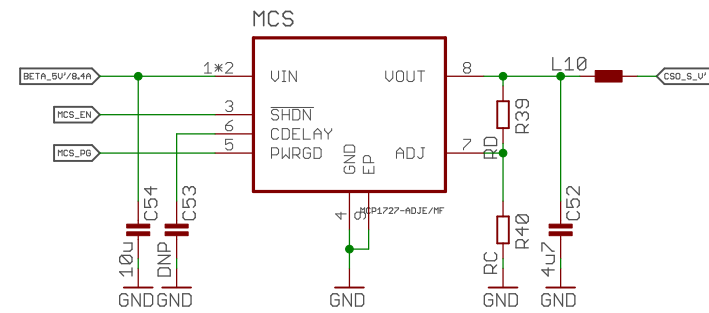 MCS
BETA_5V'/8.4A
1*2
VIN
VOUT
8
L10
CSO_S_V'
MCS_EN
3
SHDN
6
CDELAY
R39
MCS_PG
5
PWRGD
GND
EP
ADJ
7
RD
4
9
MCP1727-ADJE/MF
C54
10u
C53
DNP
R40
RC
C52
4u7
GND
GND
GND
GND
GND